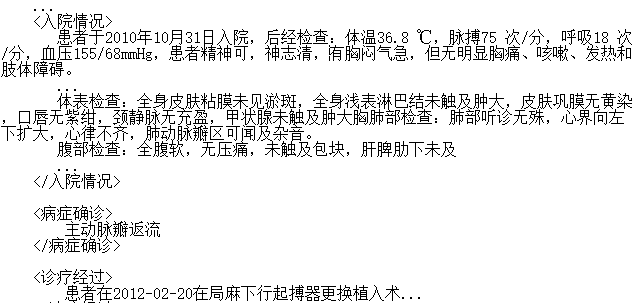 ...
<入院情况>
患者于2010年10月31日入院，后经检查：体温36.8 ℃，脉搏75 次/分，呼吸18 次
/分，血压155/68mmHg，患者精神可，神志清，有胸闷气急，但无明显胸痛、咳嗽、发热和
肢体障碍。
...
体表检查：全身皮肤粘膜未见淤斑，全身浅表淋巴结未触及肿大，皮肤巩膜无黄染
，口唇无紫绀，颈静脉无充盈，甲状腺未触及肿大胸肺部检查：肺部听诊无殊，心界向左
下扩大，心律不齐，肺动脉瓣区可闻及杂音。
腹部检查：全腹软，无压痛，未触及包块，肝脾肋下未及
...
</入院情况>
<病症确诊>
主动脉瓣返流
</病症确诊>
<诊疗经过>
患者在2012-02-20在局麻下行起搏器更换植入术...